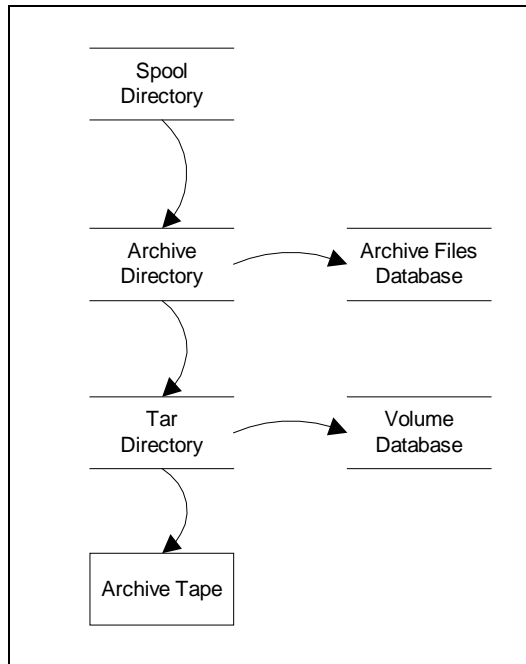 Spool
Directory
Archive
Directory
Archive Files
Database
Tar
Directory
Volume
Database
Archive Tape